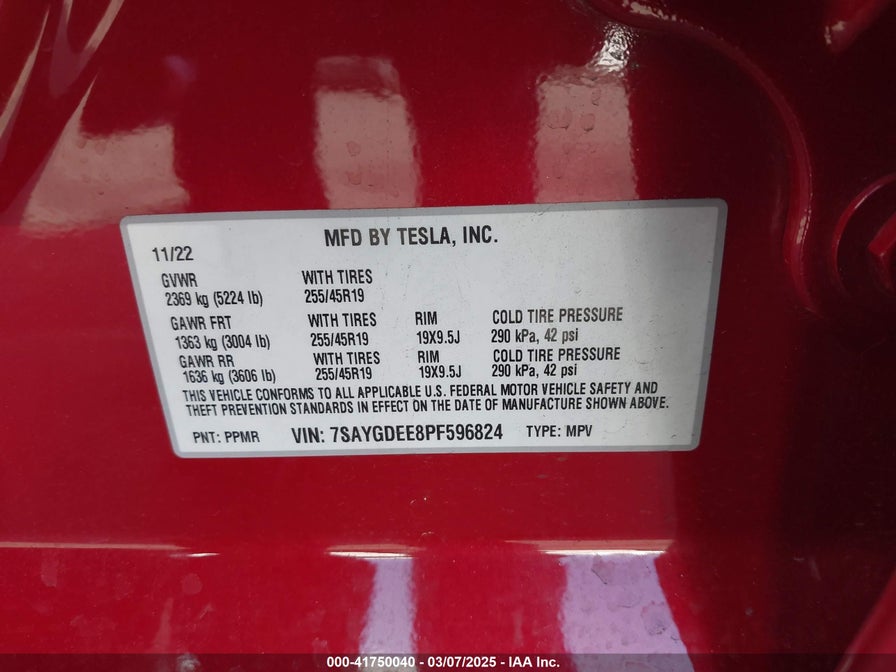 MFD BY TESLA, INC.
11/22
GVWR WITH TIRES
2369 kg (5224 lb) 255/45R19
GAWR FRT WITH TIRES RIM COLD TIRE PRESSURE
1363 kg (3004 lb) 255/45R19 19X9.5J 290 kPa, 42 psi
GAWR RR WITH TIRES RIM COLD TIRE PRESSURE
1636 kg (3606 lb) 255/45R19 19X9.5J 290 kPa, 42 psi
THIS VEHICLE CONFORMS TO ALL APPLICABLE U.S. FEDERAL MOTOR VEHICLE SAFETY AND
THEFT PREVENTION STANDARDS IN EFFECT ON THE DATE OF MANUFACTURE SHOWN ABOVE.
PNT: PPMR VIN: 7SAYGDEE8PF596824 TYPE: MPV
000-41750040 - 03/07/2025 - IAA Inc.